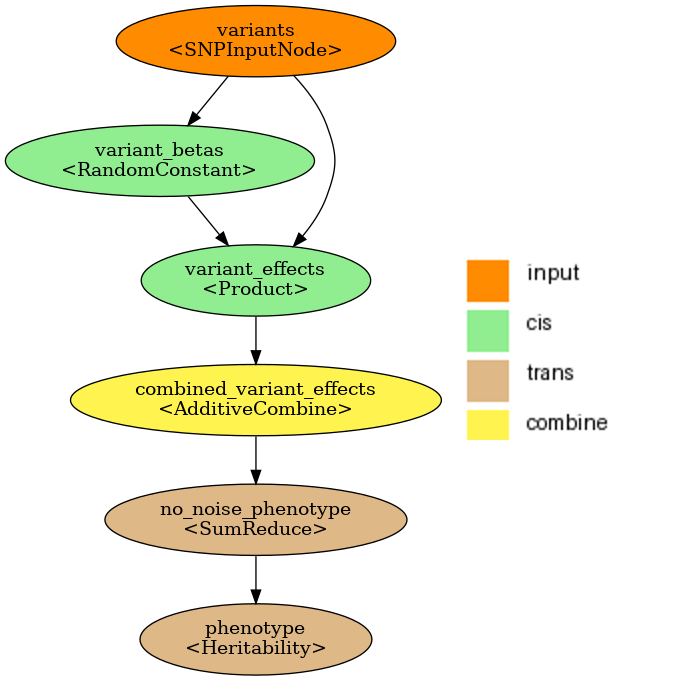 variants
<SNPInputNode>
variant_betas
<RandomConstant>
variant_effects
<Product>
combined_variant_effects
<AdditiveCombine>
no_noise_phenotype
<SumReduce>
phenotype
<Heritability>
input
cis
trans
combine